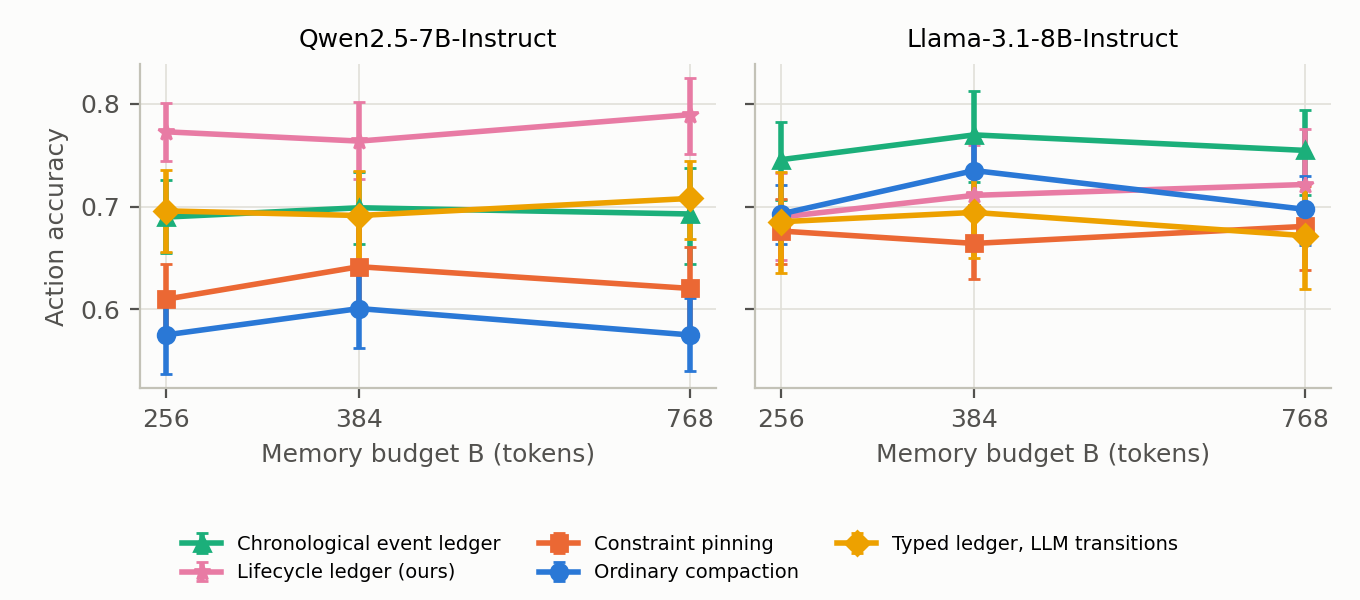 Qwen2.5-7B-Instruct
Llama-3.1-8B-Instruct
Action accuracy
0.8
0.7
0.6
256 384 768
256 384 768
Memory budget B (tokens)
Memory budget B (tokens)
Chronological event ledger
Constraint pinning
Typed ledger, LLM transitions
Lifecycle ledger (ours)
Ordinary compaction